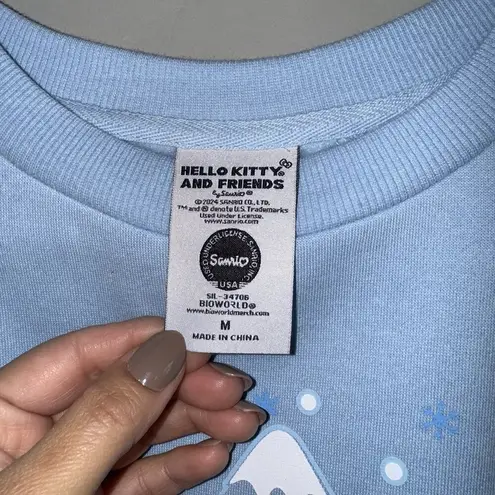 HELLO KITTY®
AND FRIENDS
by Sanrio®
©2024 SANRIO CO., LTD.
TM and ® denote U.S. Trademarks
Used Under License.
www.sanrio.com
USED UNDER LICENSE, SANRIO, INC.
Sanrio
USA
SIL-34706
BIOWORLD®
www.bioworldmerch.com
M
MADE IN CHINA